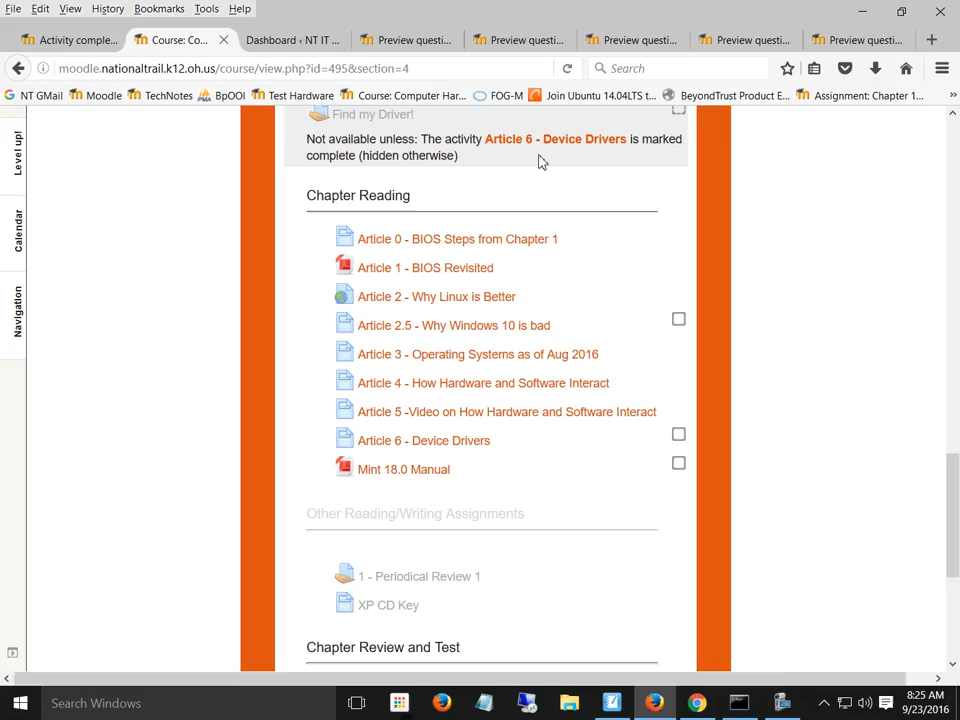 File Edit View History Bookmarks Tools Help
Activity comple... Course: Co... Dashboard ‹ NT IT ... Preview questi... Preview questi... Preview questi... Preview questi... Preview questi...
moodle.nationaltrail.k12.oh.us/course/view.php?id=495&section=4 Search
NT GMail Moodle TechNotes BpOOI Test Hardware Course: Computer Har... FOG-M Join Ubuntu 14.04LTS t... BeyondTrust Product E... Assignment: Chapter 1...
Level up!
Calendar
Navigation
Find my Driver!
Not available unless: The activity Article 6 - Device Drivers is marked
complete (hidden otherwise)
Chapter Reading
Article 0 - BIOS Steps from Chapter 1
Article 1 - BIOS Revisited
Article 2 - Why Linux is Better
Article 2.5 - Why Windows 10 is bad
Article 3 - Operating Systems as of Aug 2016
Article 4 - How Hardware and Software Interact
Article 5 -Video on How Hardware and Software Interact
Article 6 - Device Drivers
Mint 18.0 Manual
Other Reading/Writing Assignments
1 - Periodical Review 1
XP CD Key
Chapter Review and Test
Search Windows
8:25 AM
9/23/2016